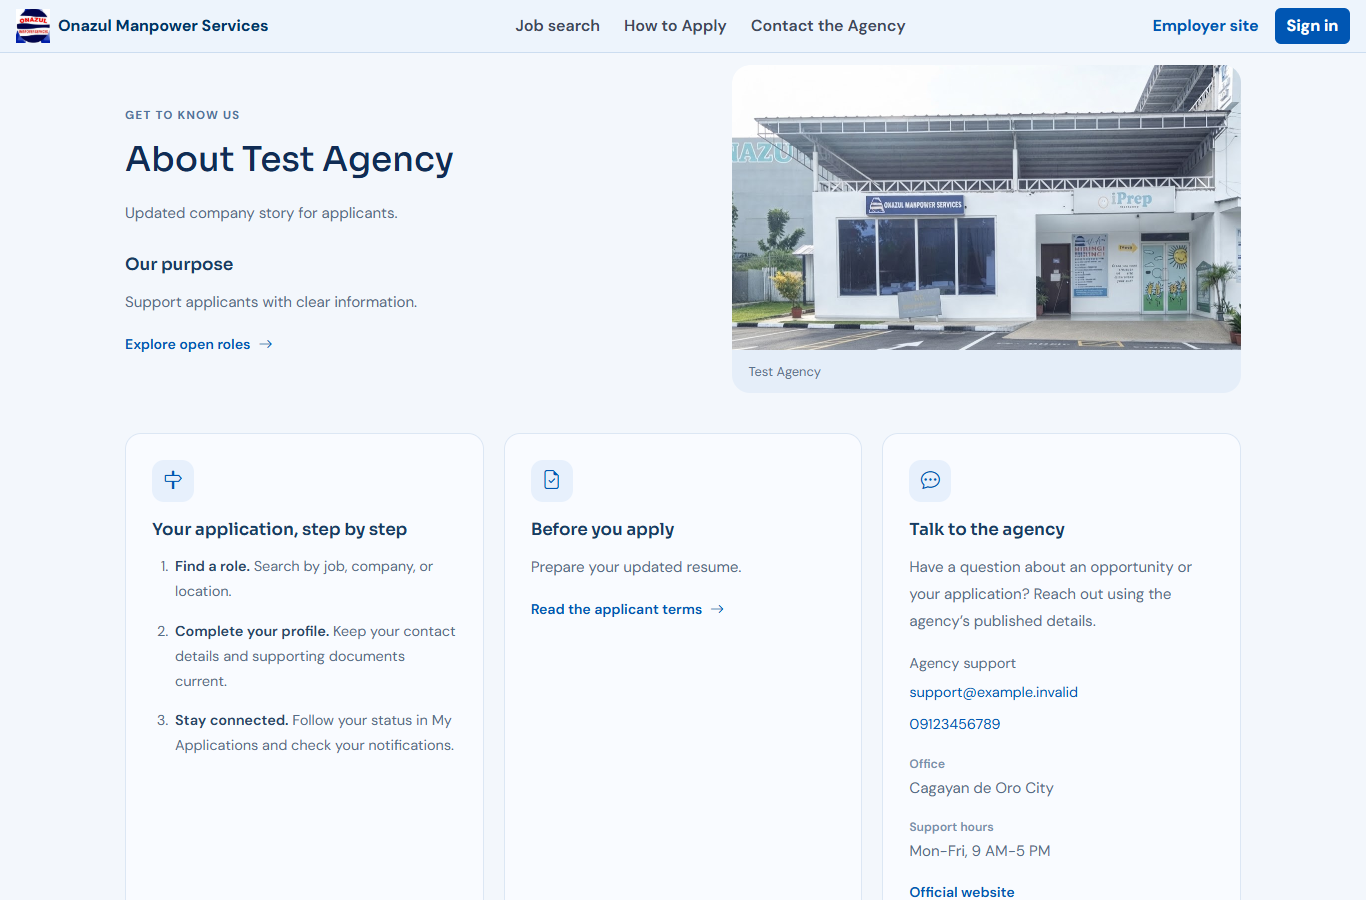 ONAZUL
Onazul Manpower Services
Job search
How to Apply
Contact the Agency
Employer site
Sign in
GET TO KNOW US
About Test Agency
Updated company story for applicants.
Our purpose
Support applicants with clear information.
Explore open roles →
NAZU
ONAZUL MANPOWER SERVICES
iPrep
HIRING!
Test Agency
Your application, step by step
1. Find a role. Search by job, company, or
location.
2. Complete your profile. Keep your contact
details and supporting documents
current.
3. Stay connected. Follow your status in My
Applications and check your notifications.
Before you apply
Prepare your updated resume.
Read the applicant terms →
Talk to the agency
Have a question about an opportunity or
your application? Reach out using the
agency’s published details.
Agency support
support@example.invalid
09123456789
Office
Cagayan de Oro City
Support hours
Mon-Fri, 9 AM-5 PM
Official website